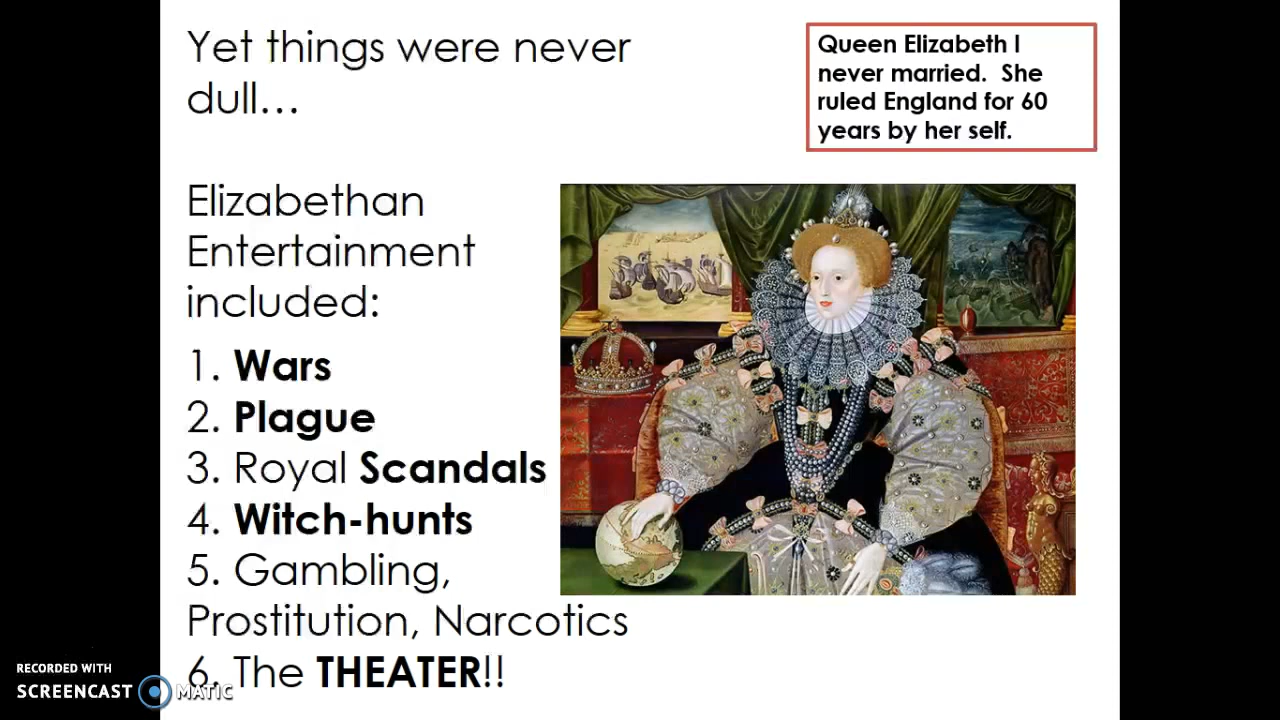 Yet things were never
dull…
Queen Elizabeth I
never married.  She
ruled England for 60
years by her self.
Elizabethan
Entertainment
included:
1. Wars
2. Plague
3. Royal Scandals
4. Witch-hunts
5. Gambling,
Prostitution, Narcotics
6. The THEATER!!
RECORDED WITH
SCREENCAST MATIC